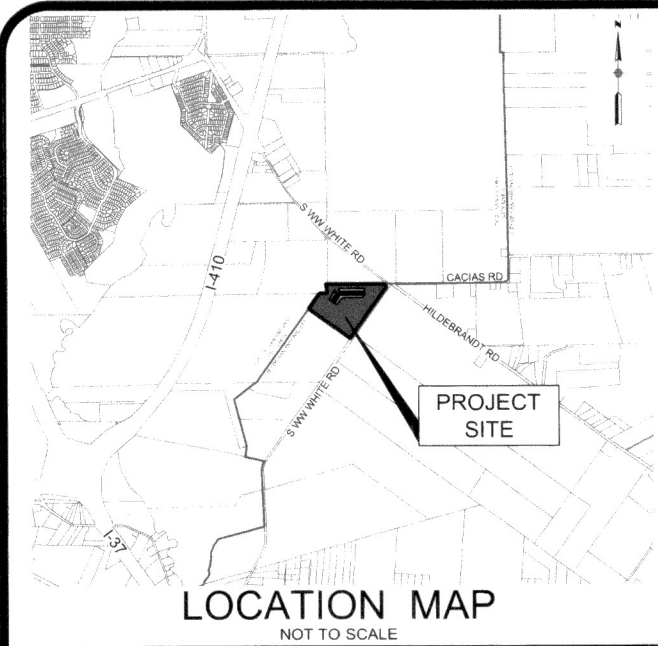 N
S WW WHITE RD
I-410
CACIAS RD
HILDEBRANDT RD
S WW WHITE RD
PROJECT
SITE
I-37
LOCATION MAP
NOT TO SCALE